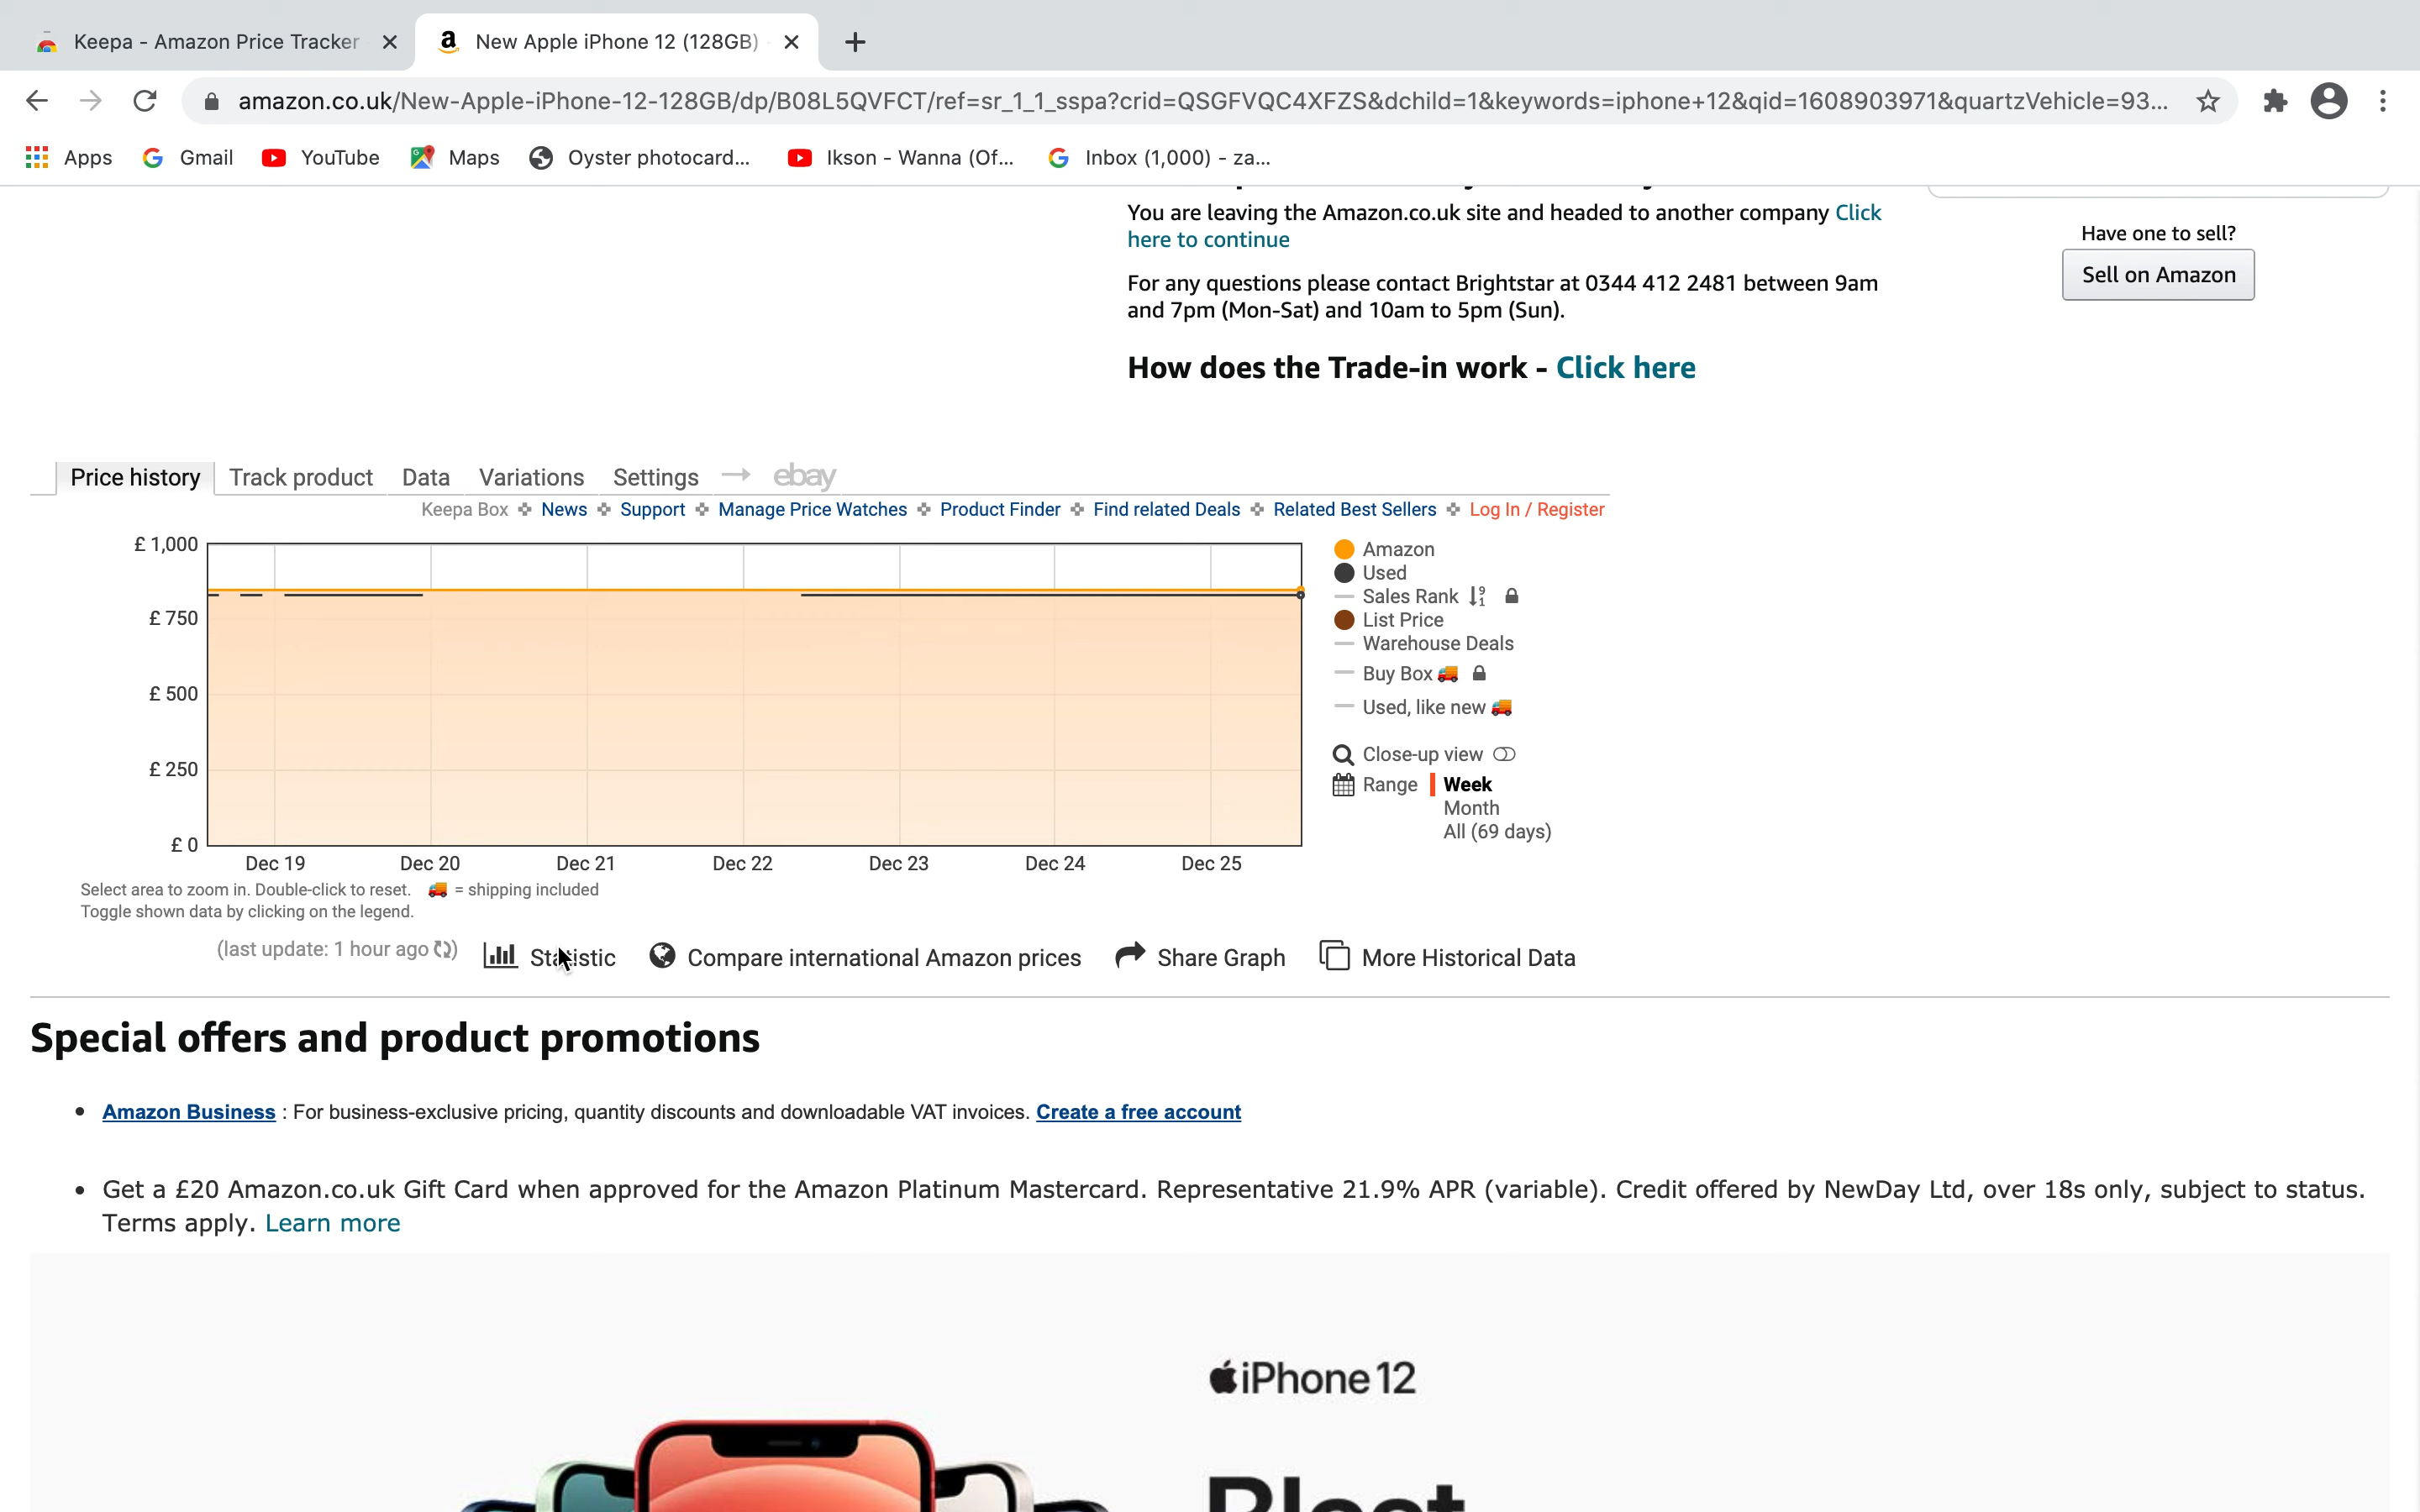 Keepa - Amazon Price Tracker
New Apple iPhone 12 (128GB)
amazon.co.uk/New-Apple-iPhone-12-128GB/dp/B08L5QVFCT/ref=sr_1_1_sspa?crid=QSGFVQC4XFZS&dchild=1&keywords=iphone+12&qid=1608903971&quartzVehicle=93...
Apps Gmail YouTube Maps Oyster photocard... Ikson - Wanna (Of... Inbox (1,000) - za...
You are leaving the Amazon.co.uk site and headed to another company Click
here to continue
For any questions please contact Brightstar at 0344 412 2481 between 9am
and 7pm (Mon-Sat) and 10am to 5pm (Sun).
How does the Trade-in work - Click here
Have one to sell?
Sell on Amazon
Price history Track product Data Variations Settings ebay
Keepa Box News Support Manage Price Watches Product Finder Find related Deals Related Best Sellers Log In / Register
£ 1,000
£ 750
£ 500
£ 250
£ 0
Dec 19 Dec 20 Dec 21 Dec 22 Dec 23 Dec 24 Dec 25
Amazon
Used
Sales Rank
List Price
Warehouse Deals
Buy Box
Used, like new
Close-up view
Range Week
Month
All (69 days)
Select area to zoom in. Double-click to reset. = shipping included
Toggle shown data by clicking on the legend.
(last update: 1 hour ago) Statistic Compare international Amazon prices Share Graph More Historical Data
Special offers and product promotions
• Amazon Business : For business-exclusive pricing, quantity discounts and downloadable VAT invoices. Create a free account
• Get a £20 Amazon.co.uk Gift Card when approved for the Amazon Platinum Mastercard. Representative 21.9% APR (variable). Credit offered by NewDay Ltd, over 18s only, subject to status.
Terms apply. Learn more
iPhone 12